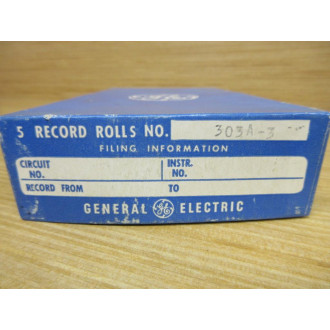 5 RECORD ROLLS NO. 303A-3
FILING INFORMATION
CIRCUIT NO. INSTR. NO.
RECORD FROM TO
GENERAL GE ELECTRIC